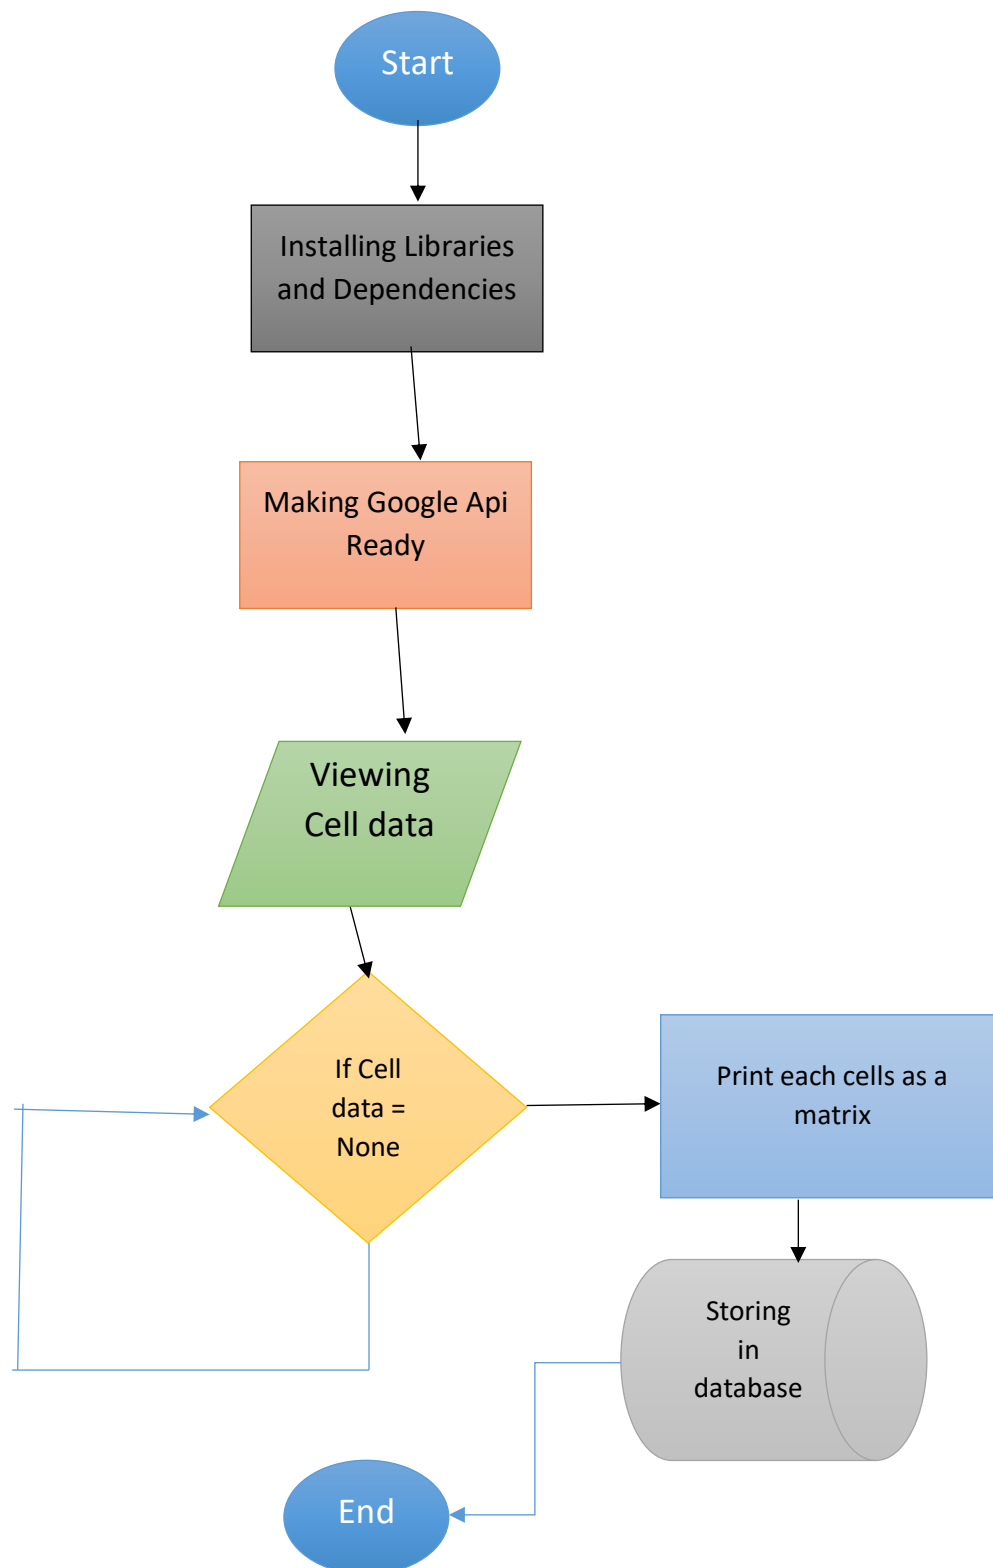 Start
Installing Libraries
and Dependencies
Making Google Api
Ready
Viewing
Cell data
If Cell
data =
None
Print each cells as a
matrix
Storing
in
database
End